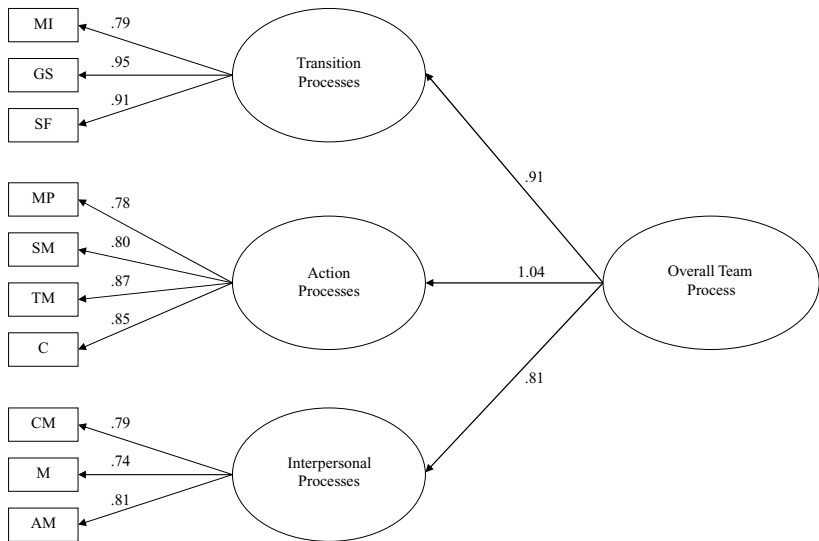 MI
.79
GS
.95
SF
.91
Transition
Processes
.91
MP
.78
SM
.80
TM
.87
C
.85
Action
Processes
1.04
Overall Team
Process
.81
CM
.79
M
.74
AM
.81
Interpersonal
Processes